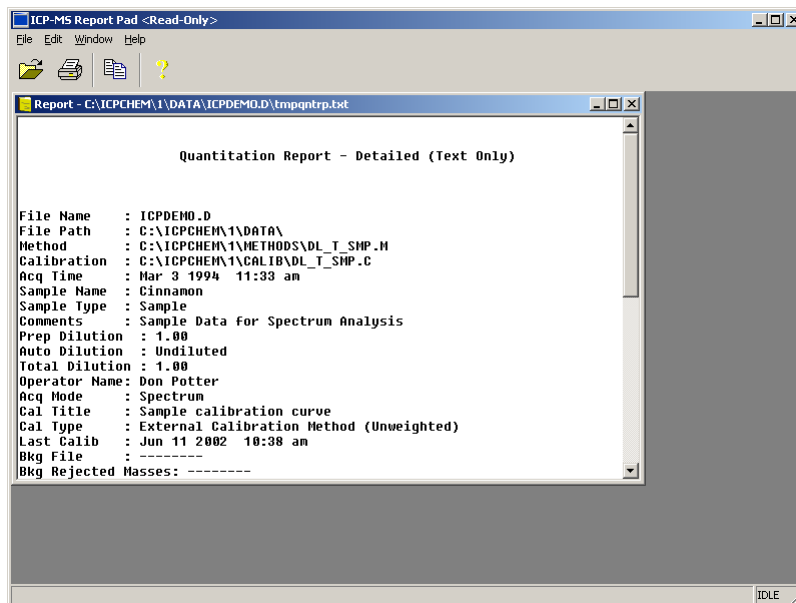 ICP-MS Report Pad <Read-Only>
File Edit Window Help
Report - C:\ICPCHEM\1\DATA\ICPDEMO.D\tmpqntrp.txt
Quantitation Report - Detailed (Text Only)
File Name : ICPDEMO.D
File Path : C:\ICPCHEM\1\DATA\
Method : C:\ICPCHEM\1\METHODS\DL_T_SMP.M
Calibration : C:\ICPCHEM\1\CALIB\DL_T_SMP.C
Acq Time : Mar 3 1994 11:33 am
Sample Name : Cinnamon
Sample Type : Sample
Comments : Sample Data for Spectrum Analysis
Prep Dilution : 1.00
Auto Dilution : Undiluted
Total Dilution : 1.00
Operator Name: Don Potter
Acq Mode : Spectrum
Cal Title : Sample calibration curve
Cal Type : External Calibration Method (Unweighted)
Last Calib : Jun 11 2002 10:38 am
Bkg File : --------
Bkg Rejected Masses: --------
IDLE